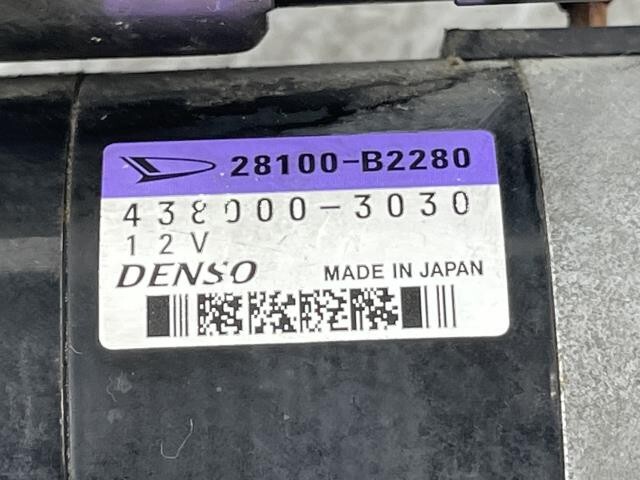 28100-B2280
438000-3030
12V
DENSO MADE IN JAPAN